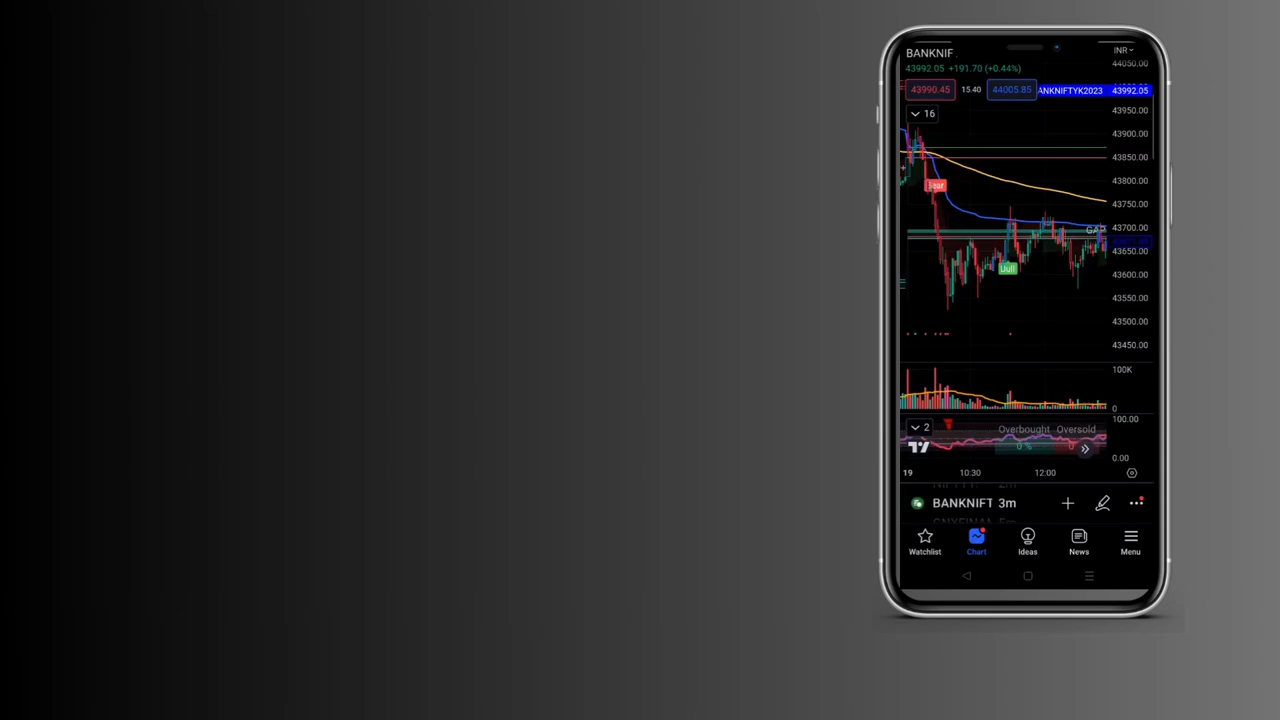 BANKNIF
INR
43992.05 +191.70 (+0.44%)
44050.00
43990.45 15.40 44005.85
ANKNIFTYK2023 43992.05
16
43950.00
43900.00
43850.00
43800.00
43750.00
43700.00
GAP
43650.00
43600.00
Bull
43550.00
43500.00
43450.00
100K
0
100.00
2
Overbought Oversold
0 %
0
0.00
19 10:30 12:00
BANKNIFT 3m
Watchlist Chart Ideas News Menu